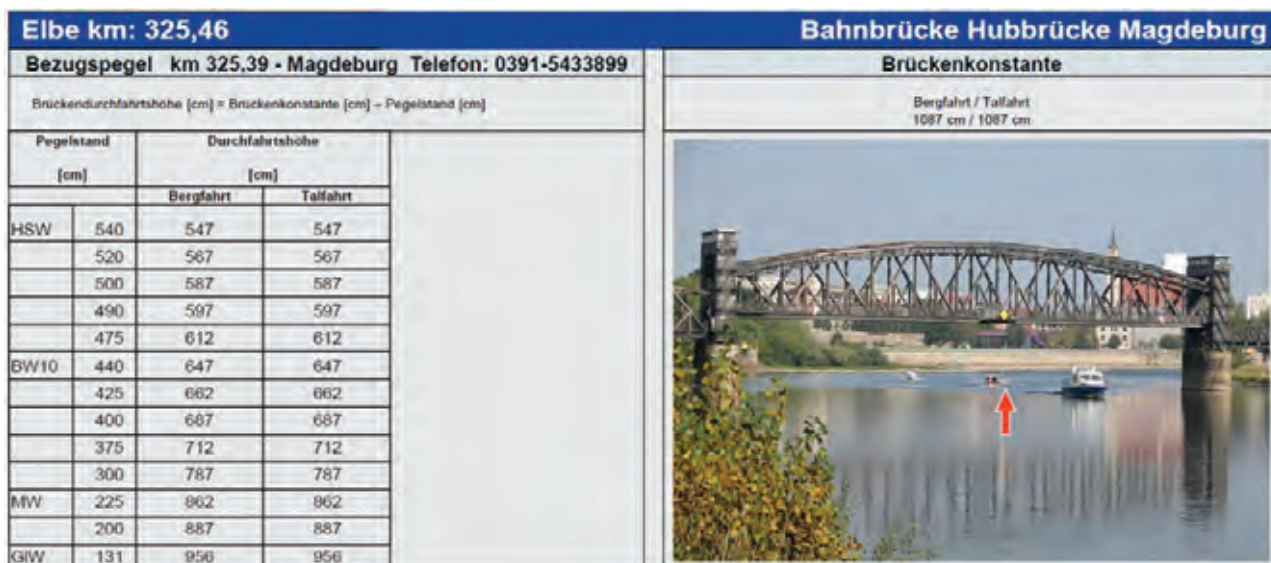 Elbe km: 325,46 Bahnbrücke Hubbrücke Magdeburg
Bezugspegel km 325,39 - Magdeburg Telefon: 0391-5433899
Brückendurchfahrtshöhe [cm] = Brückenkonstante [cm] – Pegelstand [cm]
Pegelstand Durchfahrtshöhe
[cm] [cm]
Bergfahrt Talfahrt
HSW 540 547 547
520 567 567
500 587 587
490 597 597
475 612 612
BW10 440 647 647
425 662 662
400 687 687
375 712 712
300 787 787
MW 225 862 862
200 887 887
GlW 131 956 956
Brückenkonstante
Bergfahrt / Talfahrt
1087 cm / 1087 cm